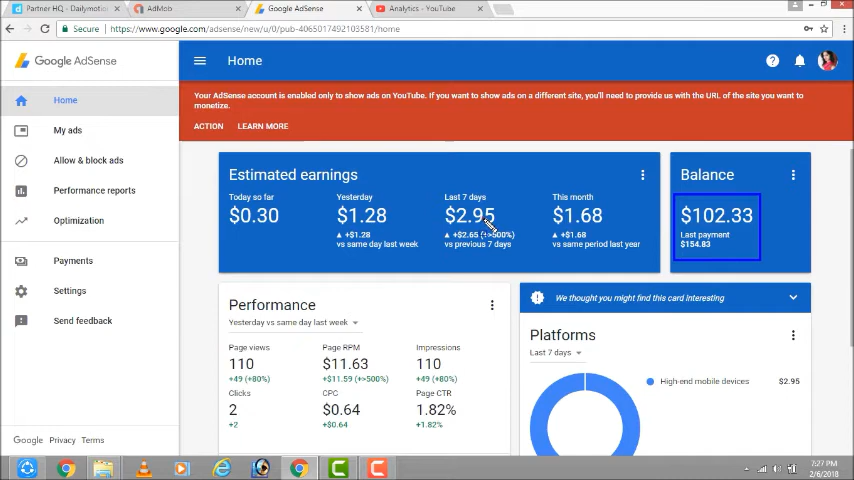 Partner HQ - Dailymotion
AdMob
Google AdSense
Analytics - YouTube
Secure
https://www.google.com/adsense/new/u/0/pub-4065017492103581/home
Google AdSense
Home
Your AdSense account is enabled only to show ads on YouTube. If you want to show ads on a different site, you'll need to provide us with the URL of the site you want to
monetize.
ACTION LEARN MORE
Home
My ads
Allow & block ads
Performance reports
Optimization
Payments
Settings
Send feedback
Google Privacy Terms
Estimated earnings
Today so far
$0.30
Yesterday
$1.28
+$1.28
vs same day last week
Last 7 days
$2.95
+$2.65 (+>500%)
vs previous 7 days
This month
$1.68
+$1.68
vs same period last year
Balance
$102.33
Last payment
$154.83
Performance
Yesterday vs same day last week
Page views
110
+49 (+80%)
Page RPM
$11.63
+$11.59 (+>500%)
Impressions
110
+49 (+80%)
Clicks
2
+2
CPC
$0.64
+$0.64
Page CTR
1.82%
+1.82%
We thought you might find this card interesting
Platforms
Last 7 days
High-end mobile devices $2.95
7:27 PM
2/6/2018